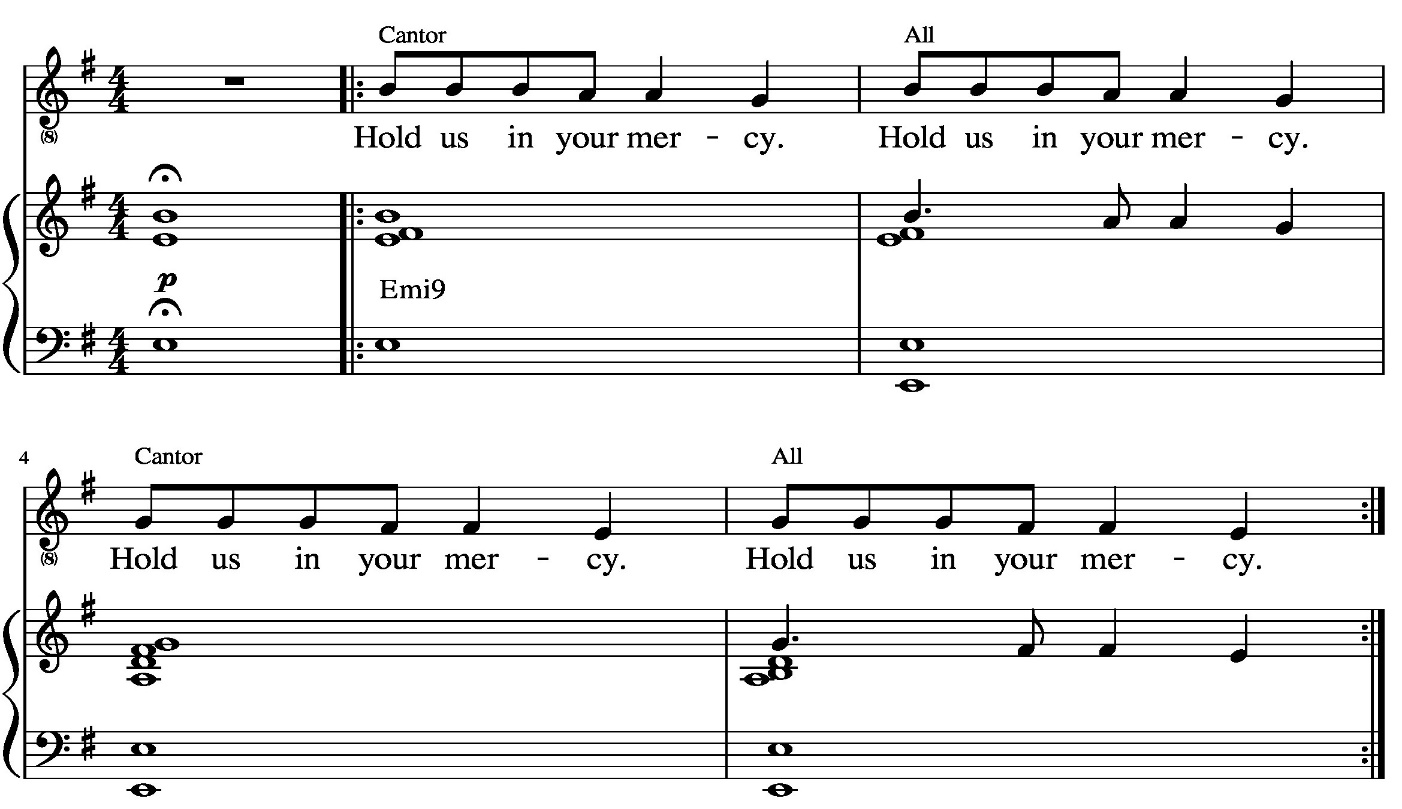 Cantor All
Hold us in your mer - cy. Hold us in your mer - cy.
p
Emi9
4 Cantor All
Hold us in your mer - cy. Hold us in your mer - cy.